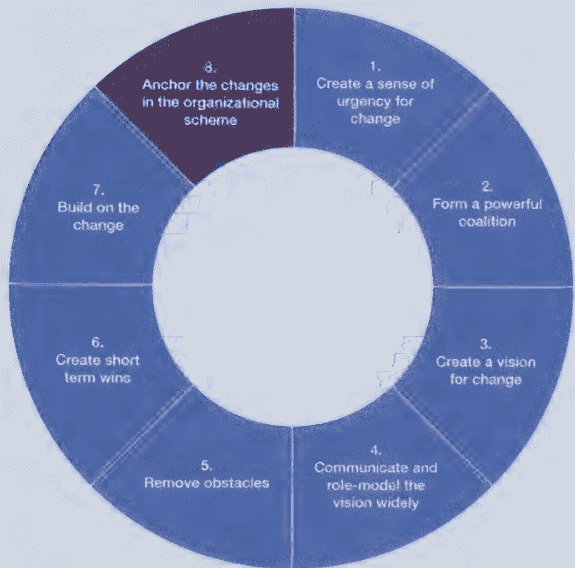 1.
Create a sense of
urgency for
change
2.
Form a powerful
coalition
3.
Create a vision
for change
4.
Communicate and
role-model the
vision widely
5.
Remove obstacles
6.
Create short
term wins
7.
Build on the
change
8.
Anchor the changes
in the organizational
scheme